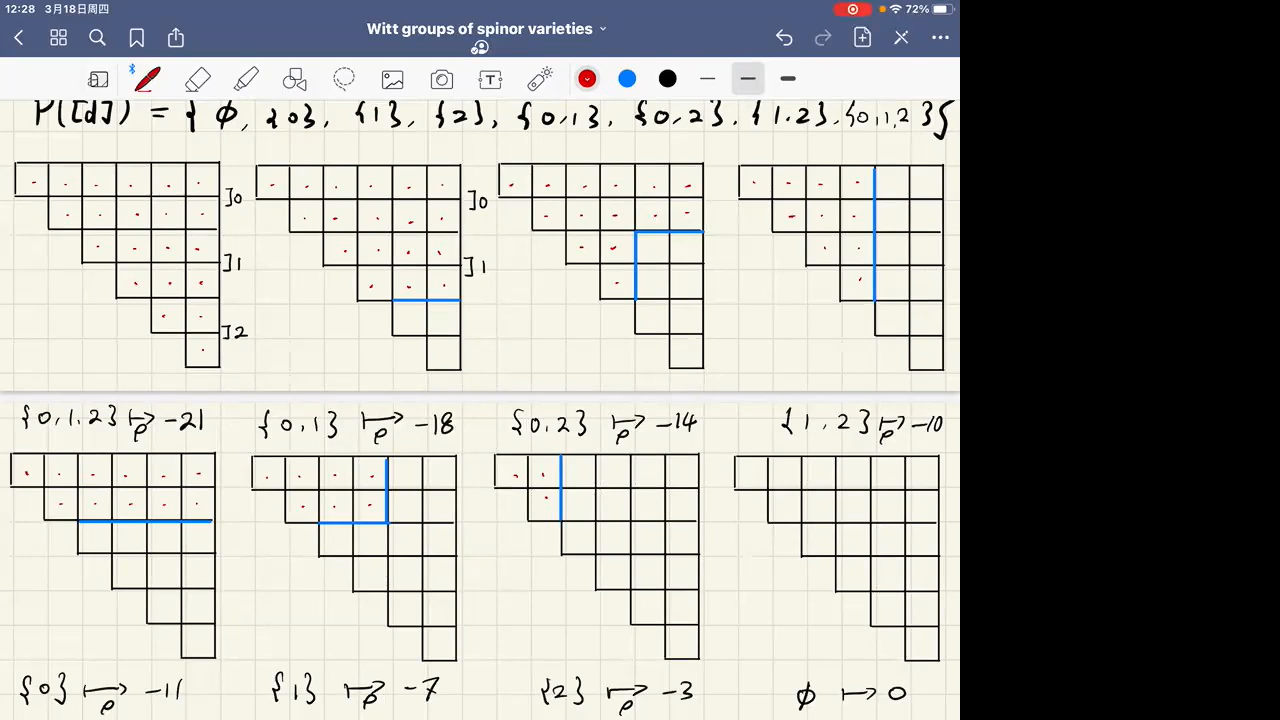 12:28 3月18日周四 72%
Witt groups of spinor varieties
P([d]) = { ϕ, {0}, {1}, {2}, {0,1}, {0,2}, {1,2}, {0,1,2}}
]0 ]0
]1 ]1
]2
{0,1,2} ↦ρ -21 {0,1} ↦ρ -18 {0,2} ↦ρ -14 {1,2} ↦ρ -10
{0} ↦ρ -11 {1} ↦ρ -7 {2} ↦ρ -3 ϕ ↦ 0